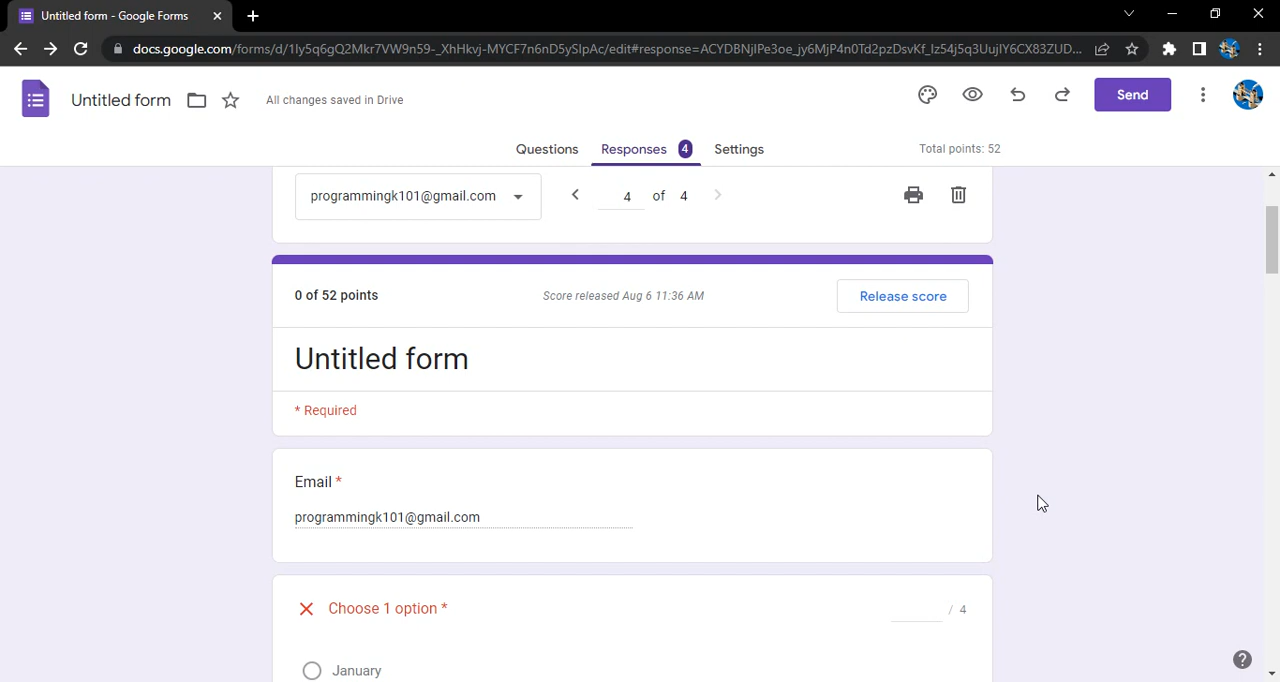 Untitled form - Google Forms
docs.google.com/forms/d/1Iy5q6gQ2Mkr7VW9n59-_XhHkvj-MYCF7n6nD5ySlpAc/edit#response=ACYDBNjIPe3oe_jy6MjP4n0Td2pzDsvKf_Iz54j5q3UujIY6CX83ZUD...
Untitled form
All changes saved in Drive
Send
Questions
Responses 4
Settings
Total points: 52
programmingk101@gmail.com
4 of 4
0 of 52 points
Score released Aug 6 11:36 AM
Release score
Untitled form
* Required
Email *
programmingk101@gmail.com
Choose 1 option *
/ 4
January